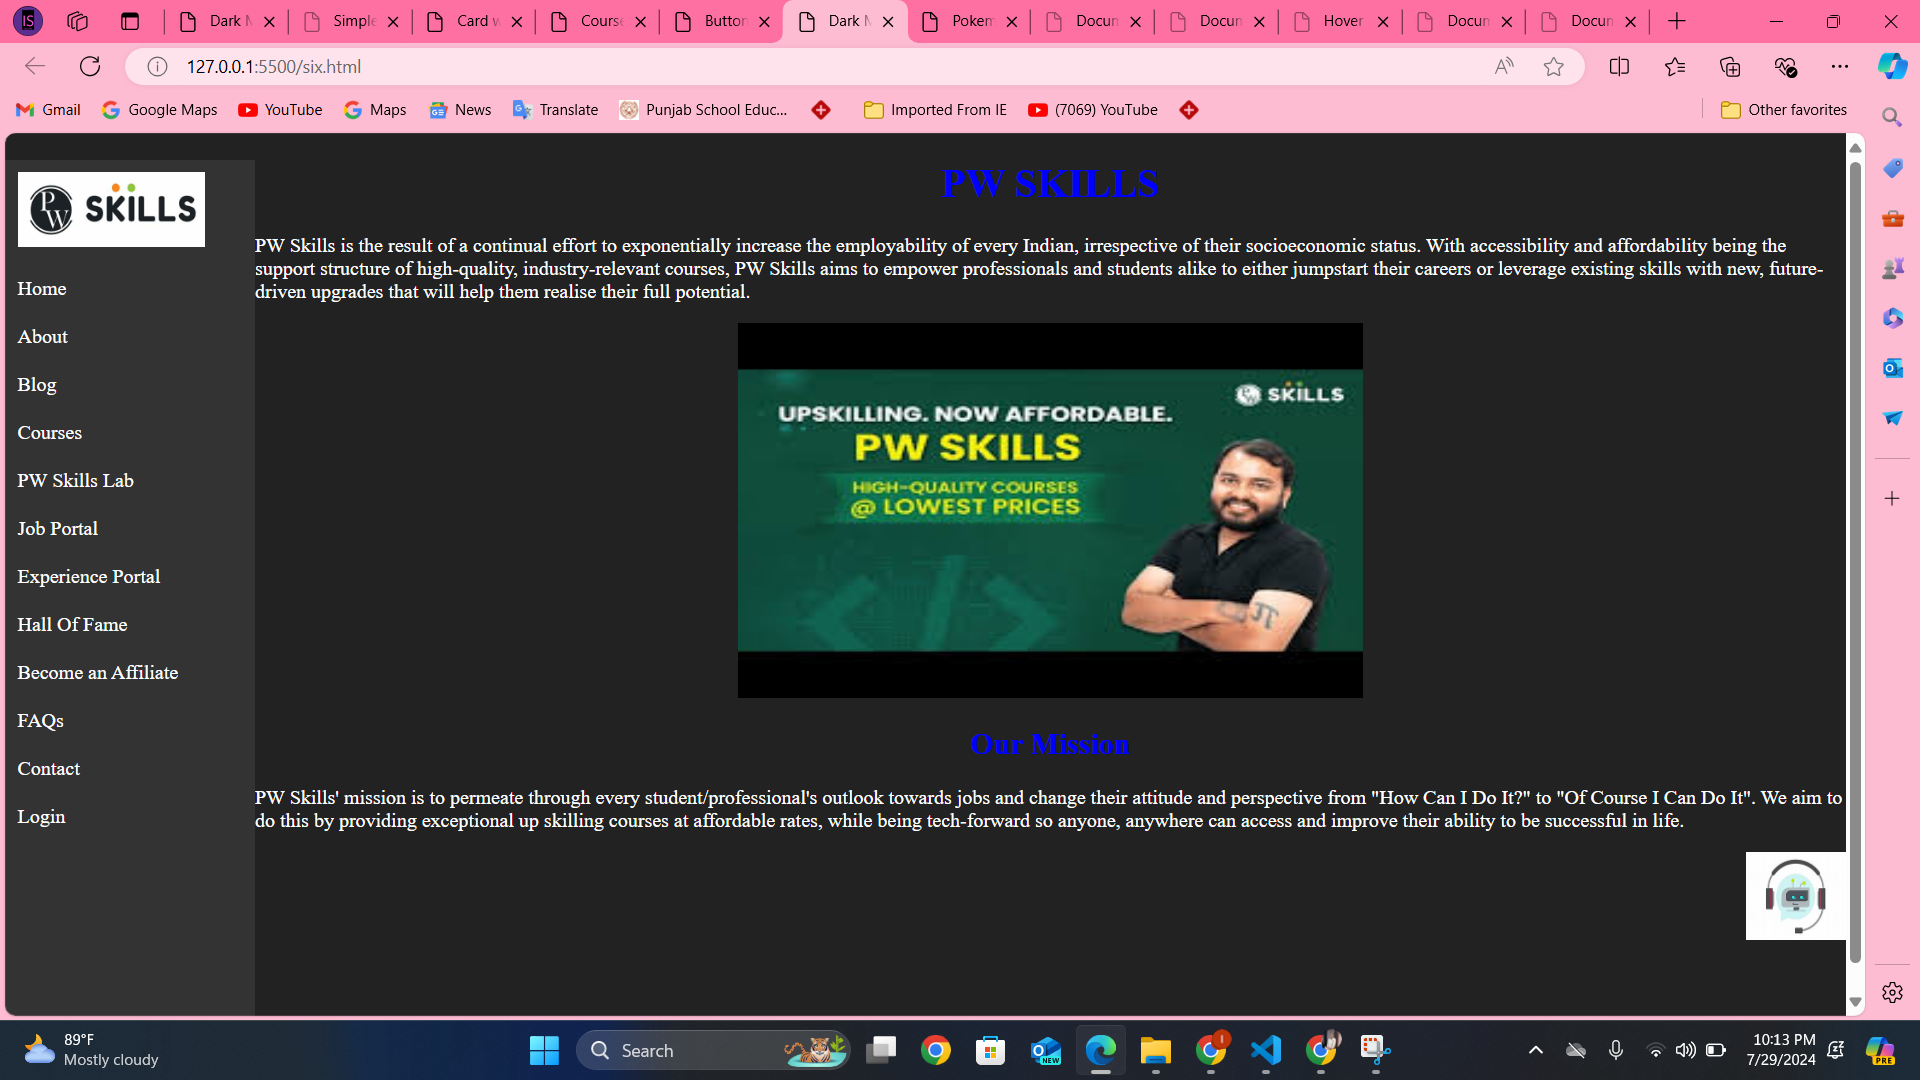 IS
Dark M
Simple
Card w
Course
Button
Dark M
Pokem
Docum
Docum
Hover
Docum
Docum
127.0.0.1:5500/six.html
Gmail
Google Maps
YouTube
Maps
News
Translate
Punjab School Educ...
Imported From IE
(7069) YouTube
Other favorites
PW SKILLS
Home
About
Blog
Courses
PW Skills Lab
Job Portal
Experience Portal
Hall Of Fame
Become an Affiliate
FAQs
Contact
Login
PW SKILLS
PW Skills is the result of a continual effort to exponentially increase the employability of every Indian, irrespective of their socioeconomic status. With accessibility and affordability being the
support structure of high-quality, industry-relevant courses, PW Skills aims to empower professionals and students alike to either jumpstart their careers or leverage existing skills with new, future-
driven upgrades that will help them realise their full potential.
PW SKILLS
UPSKILLING. NOW AFFORDABLE.
PW SKILLS
HIGH-QUALITY COURSES
@ LOWEST PRICES
Our Mission
PW Skills' mission is to permeate through every student/professional's outlook towards jobs and change their attitude and perspective from "How Can I Do It?" to "Of Course I Can Do It". We aim to
do this by providing exceptional up skilling courses at affordable rates, while being tech-forward so anyone, anywhere can access and improve their ability to be successful in life.
89°F
Mostly cloudy
Search
NEW
10:13 PM
7/29/2024
PRE